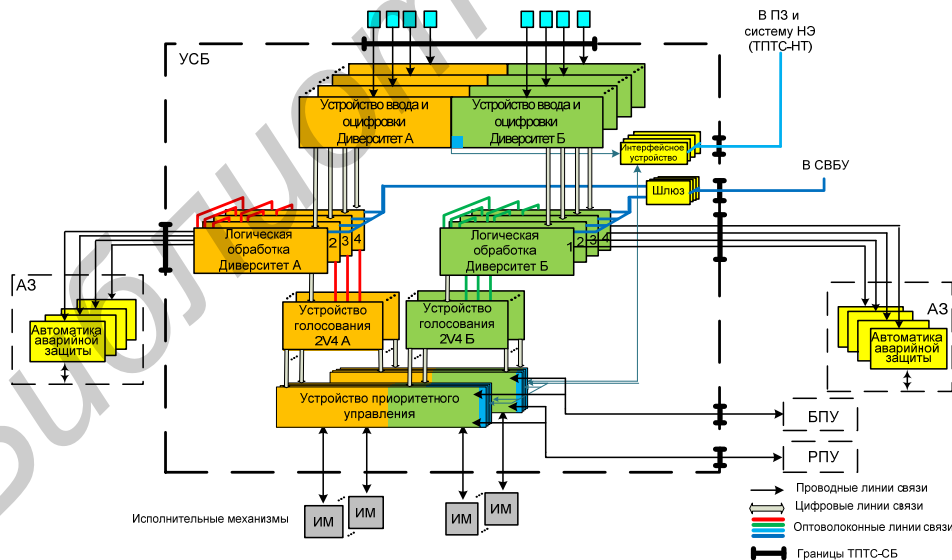 В ПЗ и
систему НЭ
(ТПТС-НТ)
УСБ
Устройство ввода и
оцифровки
Диверситет А
Устройство ввода и
оцифровки
Диверситет Б
Интерфейсное
устройство
В СВБУ
Шлюз
Логическая
обработка
Диверситет А
2 3 4
Логическая
обработка
Диверситет Б
1 2 3 4
АЗ
Автоматика
аварийной
защиты
АЗ
Автоматика
аварийной
защиты
Устройство
голосования
2V4 А
Устройство
голосования
2V4 Б
Устройство приоритетного
управления
БПУ
РПУ
Исполнительные механизмы
ИМ
ИМ
ИМ
ИМ
Проводные линии связи
Цифровые линии связи
Оптоволоконные линии связи
Границы ТПТС-СБ
Библиот